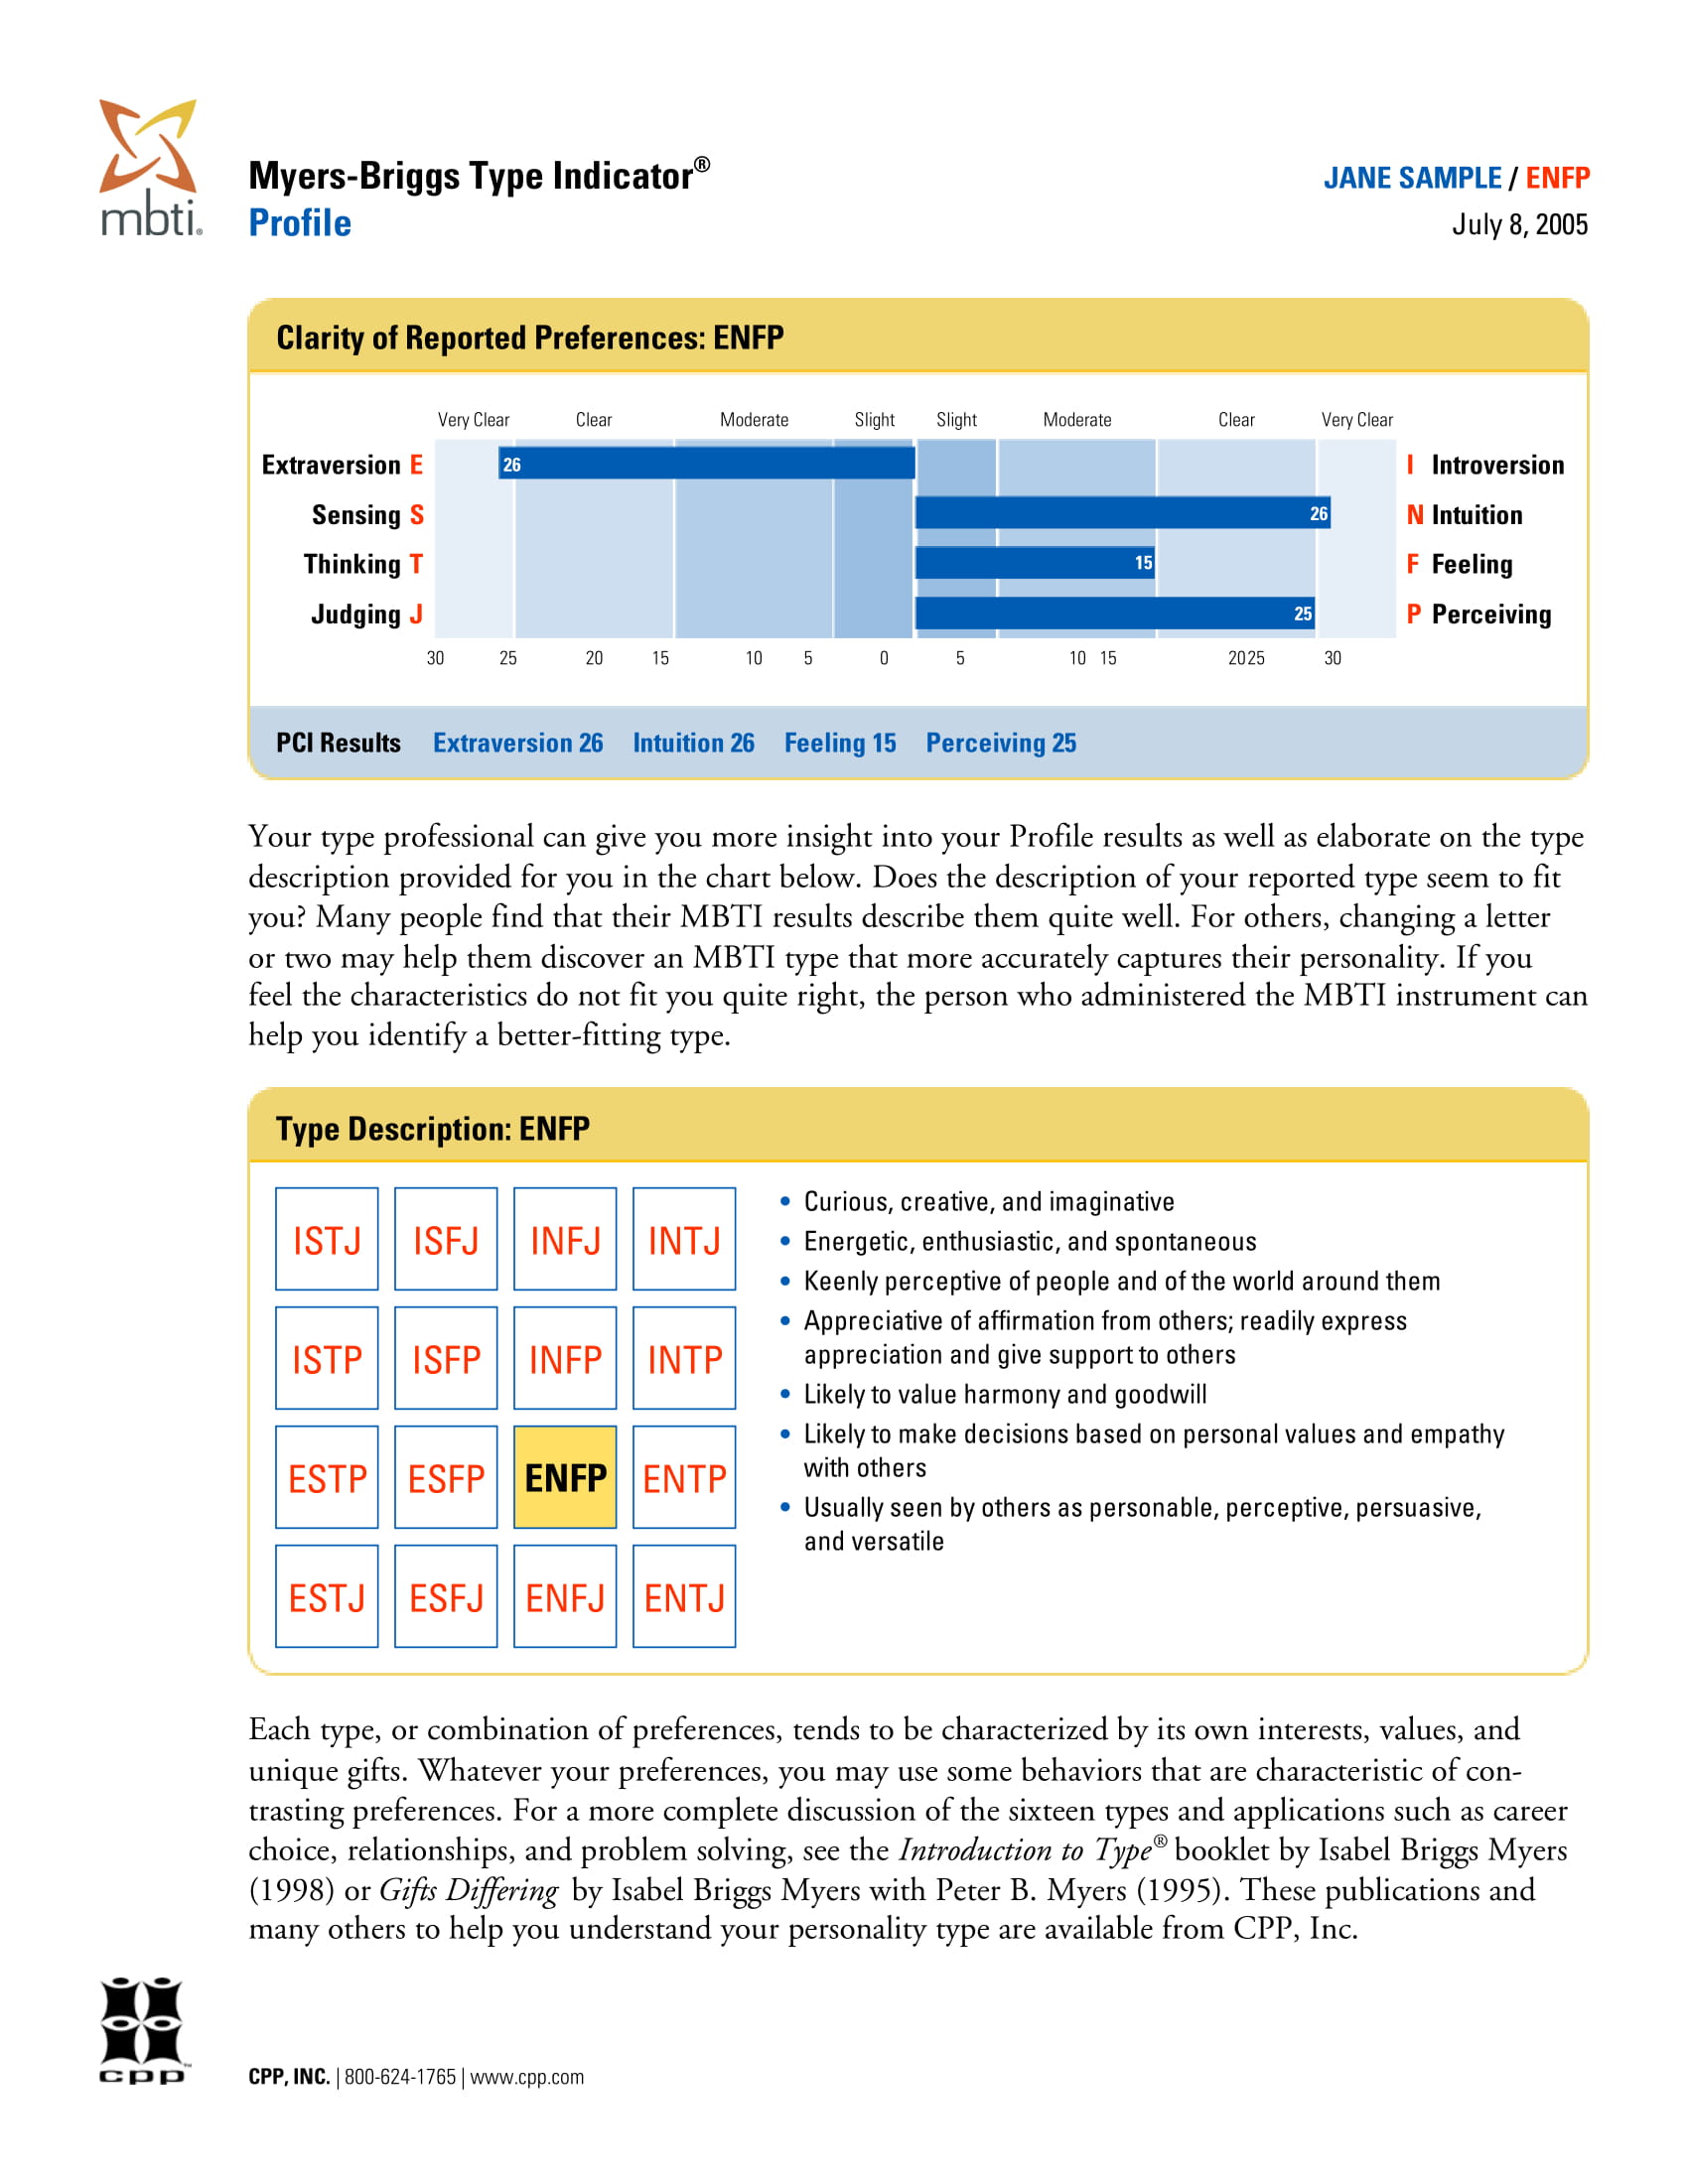 mbti®
Myers-Briggs Type Indicator®
Profile
JANE SAMPLE / ENFP
July 8, 2005
Clarity of Reported Preferences: ENFP
Very Clear Clear Moderate Slight Slight Moderate Clear Very Clear
Extraversion E 26 I Introversion
Sensing S 26 N Intuition
Thinking T 15 F Feeling
Judging J 25 P Perceiving
30 25 20 15 10 5 0 5 10 15 20 25 30
PCI Results Extraversion 26 Intuition 26 Feeling 15 Perceiving 25
Your type professional can give you more insight into your Profile results as well as elaborate on the type
description provided for you in the chart below. Does the description of your reported type seem to fit
you? Many people find that their MBTI results describe them quite well. For others, changing a letter
or two may help them discover an MBTI type that more accurately captures their personality. If you
feel the characteristics do not fit you quite right, the person who administered the MBTI instrument can
help you identify a better-fitting type.
Type Description: ENFP
ISTJ ISFJ INFJ INTJ
ISTP ISFP INFP INTP
ESTP ESFP ENFP ENTP
ESTJ ESFJ ENFJ ENTJ
• Curious, creative, and imaginative
• Energetic, enthusiastic, and spontaneous
• Keenly perceptive of people and of the world around them
• Appreciative of affirmation from others; readily express
appreciation and give support to others
• Likely to value harmony and goodwill
• Likely to make decisions based on personal values and empathy
with others
• Usually seen by others as personable, perceptive, persuasive,
and versatile
Each type, or combination of preferences, tends to be characterized by its own interests, values, and
unique gifts. Whatever your preferences, you may use some behaviors that are characteristic of con-
trasting preferences. For a more complete discussion of the sixteen types and applications such as career
choice, relationships, and problem solving, see the Introduction to Type® booklet by Isabel Briggs Myers
(1998) or Gifts Differing by Isabel Briggs Myers with Peter B. Myers (1995). These publications and
many others to help you understand your personality type are available from CPP, Inc.
cpp™
CPP, INC. | 800-624-1765 | www.cpp.com